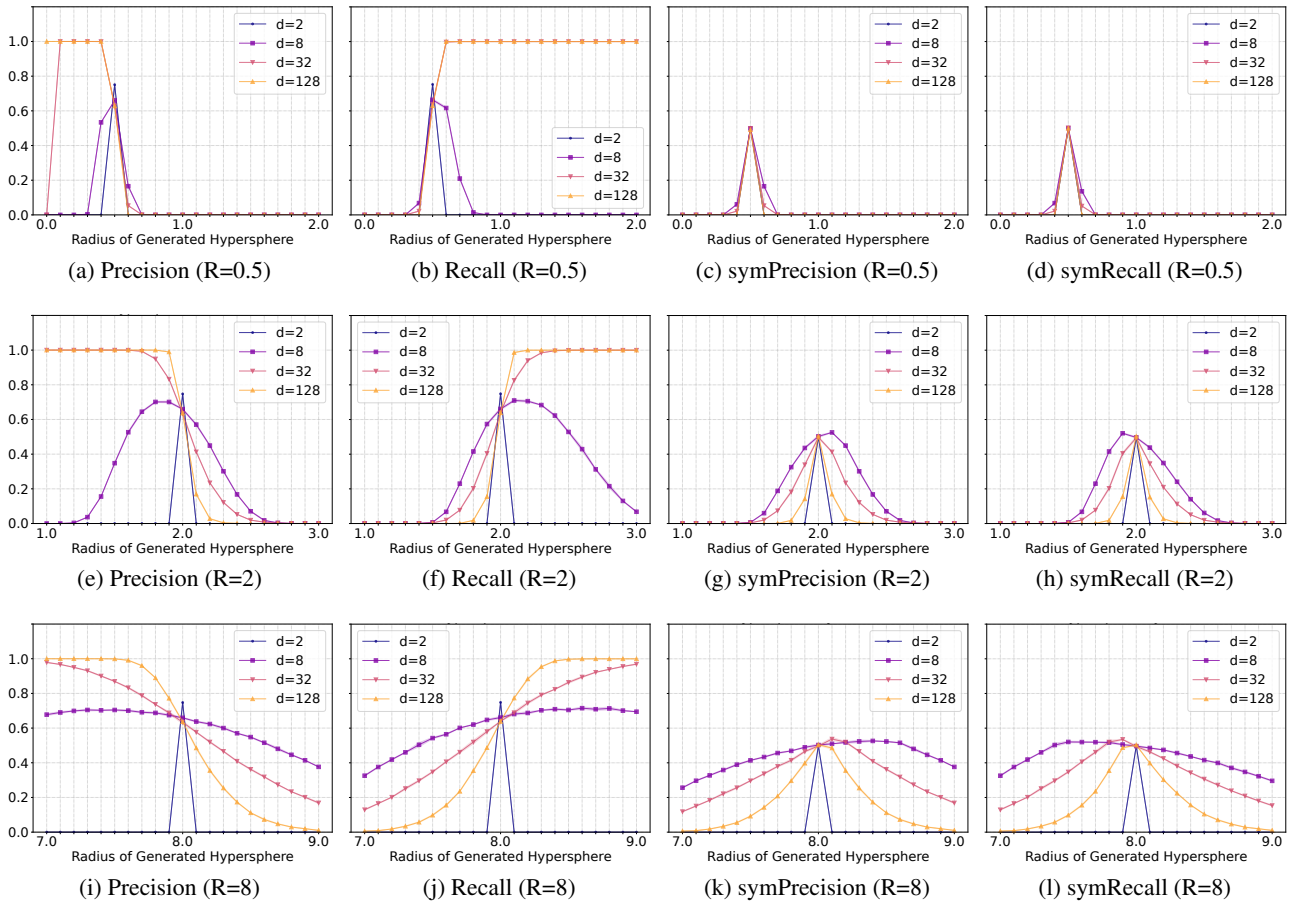 1.0
0.8
0.6
0.4
0.2
0.0
d=2
d=8
d=32
d=128
0.0 1.0 2.0
Radius of Generated Hypersphere
(a) Precision (R=0.5)
d=2
d=8
d=32
d=128
0.0 1.0 2.0
Radius of Generated Hypersphere
(b) Recall (R=0.5)
d=2
d=8
d=32
d=128
0.0 1.0 2.0
Radius of Generated Hypersphere
(c) symPrecision (R=0.5)
d=2
d=8
d=32
d=128
0.0 1.0 2.0
Radius of Generated Hypersphere
(d) symRecall (R=0.5)
1.0
0.8
0.6
0.4
0.2
0.0
d=2
d=8
d=32
d=128
1.0 2.0 3.0
Radius of Generated Hypersphere
(e) Precision (R=2)
d=2
d=8
d=32
d=128
1.0 2.0 3.0
Radius of Generated Hypersphere
(f) Recall (R=2)
d=2
d=8
d=32
d=128
1.0 2.0 3.0
Radius of Generated Hypersphere
(g) symPrecision (R=2)
d=2
d=8
d=32
d=128
1.0 2.0 3.0
Radius of Generated Hypersphere
(h) symRecall (R=2)
1.0
0.8
0.6
0.4
0.2
0.0
d=2
d=8
d=32
d=128
7.0 8.0 9.0
Radius of Generated Hypersphere
(i) Precision (R=8)
d=2
d=8
d=32
d=128
7.0 8.0 9.0
Radius of Generated Hypersphere
(j) Recall (R=8)
d=2
d=8
d=32
d=128
7.0 8.0 9.0
Radius of Generated Hypersphere
(k) symPrecision (R=8)
d=2
d=8
d=32
d=128
7.0 8.0 9.0
Radius of Generated Hypersphere
(l) symRecall (R=8)